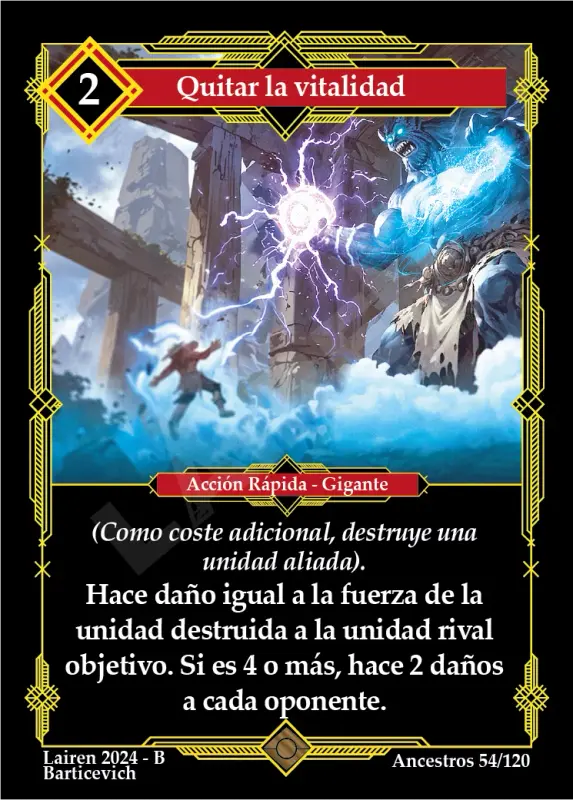 2
Quitar la vitalidad
Acción Rápida - Gigante
(Como coste adicional, destruye una
unidad aliada).
Hace daño igual a la fuerza de la
unidad destruida a la unidad rival
objetivo. Si es 4 o más, hace 2 daños
a cada oponente.
Lairen 2024 - B
Barticevich
Ancestros 54/120